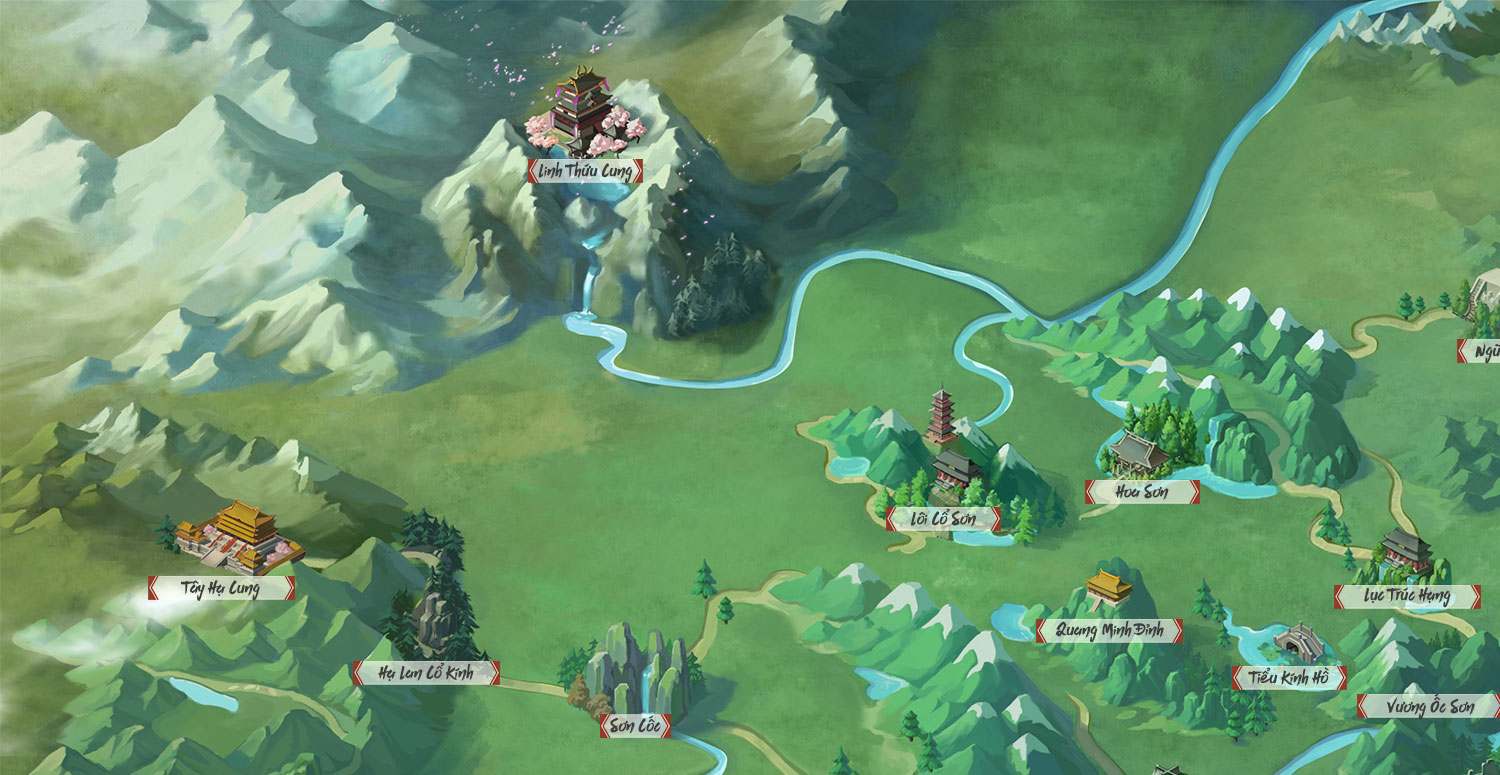 Linh Thứu Cung
Ngũ
Hoa Sơn
Lôi Cổ Sơn
Tây Hạ Cung
Lục Trúc Hạng
Quang Minh Đỉnh
Hạ Lan Cổ Kính
Tiểu Kính Hồ
Vương Ốc Sơn
Sơn Cốc